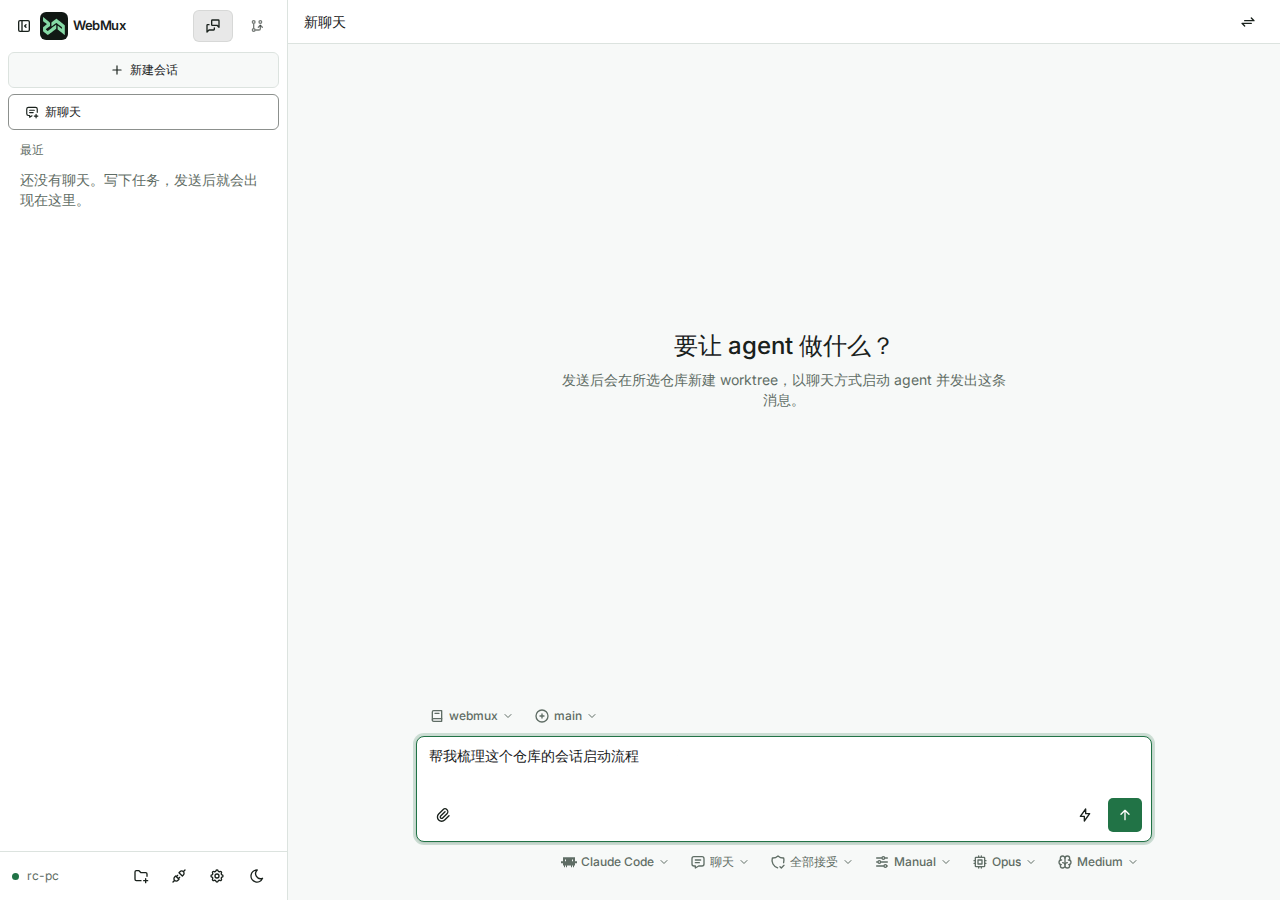 WebMux
新建会话
新聊天
最近
还没有聊天。写下任务，发送后就会出
现在这里。
rc-pc
新聊天
要让 agent 做什么？
发送后会在所选仓库新建 worktree，以聊天方式启动 agent 并发出这条
消息。
webmux
main
帮我梳理这个仓库的会话启动流程
Claude Code
聊天
全部接受
Manual
Opus
Medium